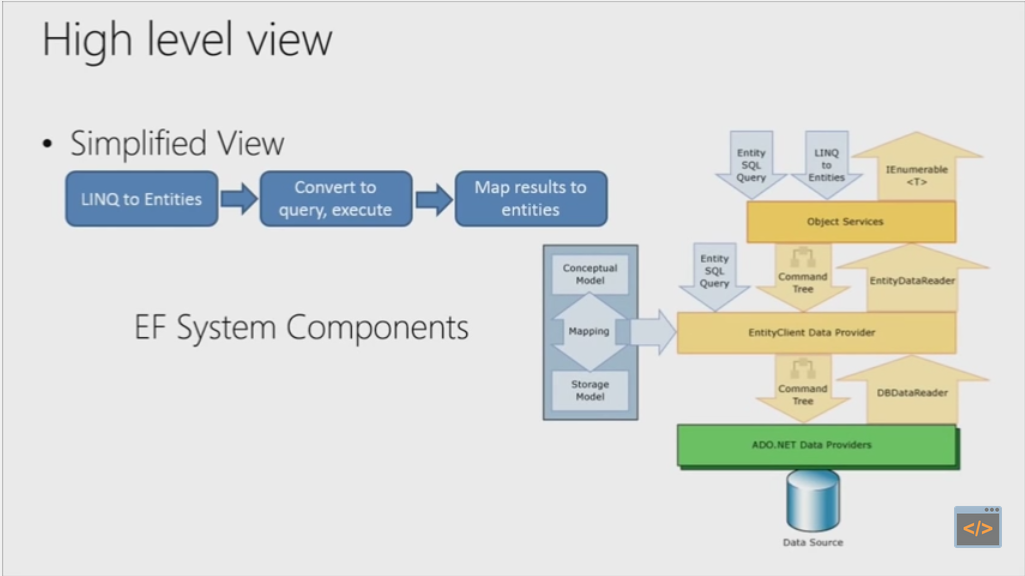 High level view
• Simplified View
LINQ to Entities
Convert to
query, execute
Map results to
entities
EF System Components
Entity
SQL
Query
LINQ
to
Entities
IEnumerable
<T>
Object Services
Conceptual
Model
Mapping
Storage
Model
Entity
SQL
Query
Command
Tree
EntityDataReader
EntityClient Data Provider
Command
Tree
DBDataReader
ADO.NET Data Providers
Data Source
</>